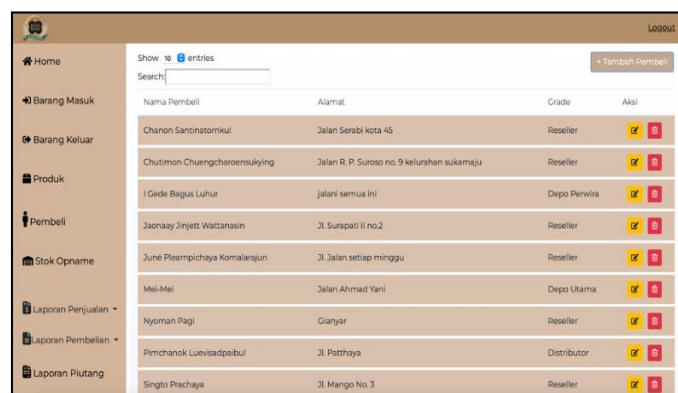 Logout
Home
Barang Masuk
Barang Keluar
Produk
Pembeli
Stok Opname
Laporan Penjualan
Laporan Pembelian
Laporan Piutang
Show 10 entries
+ Tambah Pembeli
Search:
Nama Pembeli Alamat Grade Aksi
Chanon Santinatornkul Jalan Serabi kota 45 Reseller
Chutimon Chuengcharoensukying Jalan R. P. Suroso no. 9 kelurahan sukamaju Reseller
I Gede Bagus Luhur jalani semua ini Depo Perwira
Jaonaay Jinjett Wattanasin Jl. Surapati II no.2 Reseller
Juné Plearnpichaya Komalarajun Jl. Jalan setiap minggu Reseller
Mei-Mei Jalan Ahmad Yani Depo Utama
Nyoman Pagi Gianyar Reseller
Pimchanok Luevisadpaibul Jl. Patthaya Distributor
Singto Prachaya Jl. Mango No. 3 Reseller